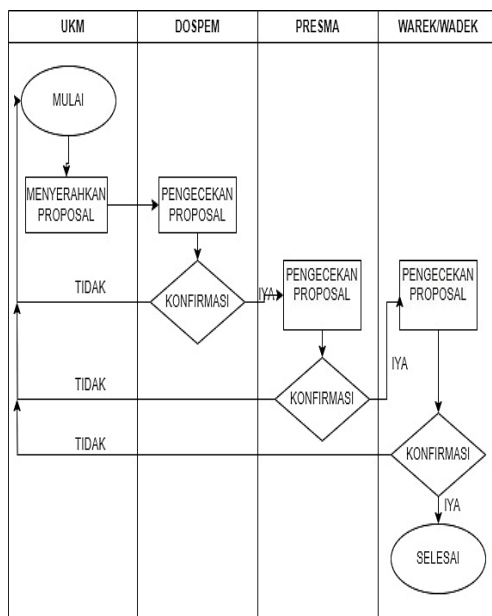 UKM
DOSPEM
PRESMA
WAREK/WADEK
MULAI
MENYERAHKAN
PROPOSAL
PENGECEKAN
PROPOSAL
PENGECEKAN
PROPOSAL
PENGECEKAN
PROPOSAL
TIDAK
KONFIRMASI
IYA
IYA
TIDAK
KONFIRMASI
TIDAK
KONFIRMASI
IYA
SELESAI